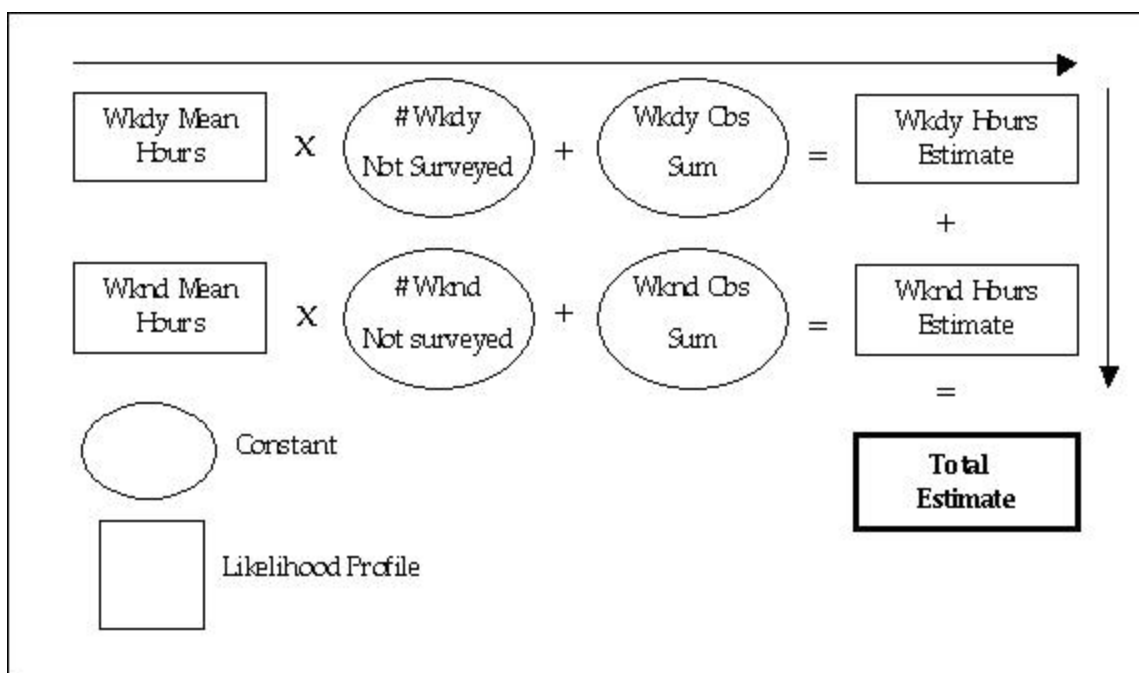 Wkdy Mean
Hours
X
#Wkdy
Not Surveyed
+
Wkdy Obs
Sum
=
Wkdy Hours
Estimate
+
Wknd Mean
Hours
X
#Wknd
Not surveyed
+
Wknd Obs
Sum
=
Wknd Hours
Estimate
=
Constant
Total
Estimate
Likelihood Profile